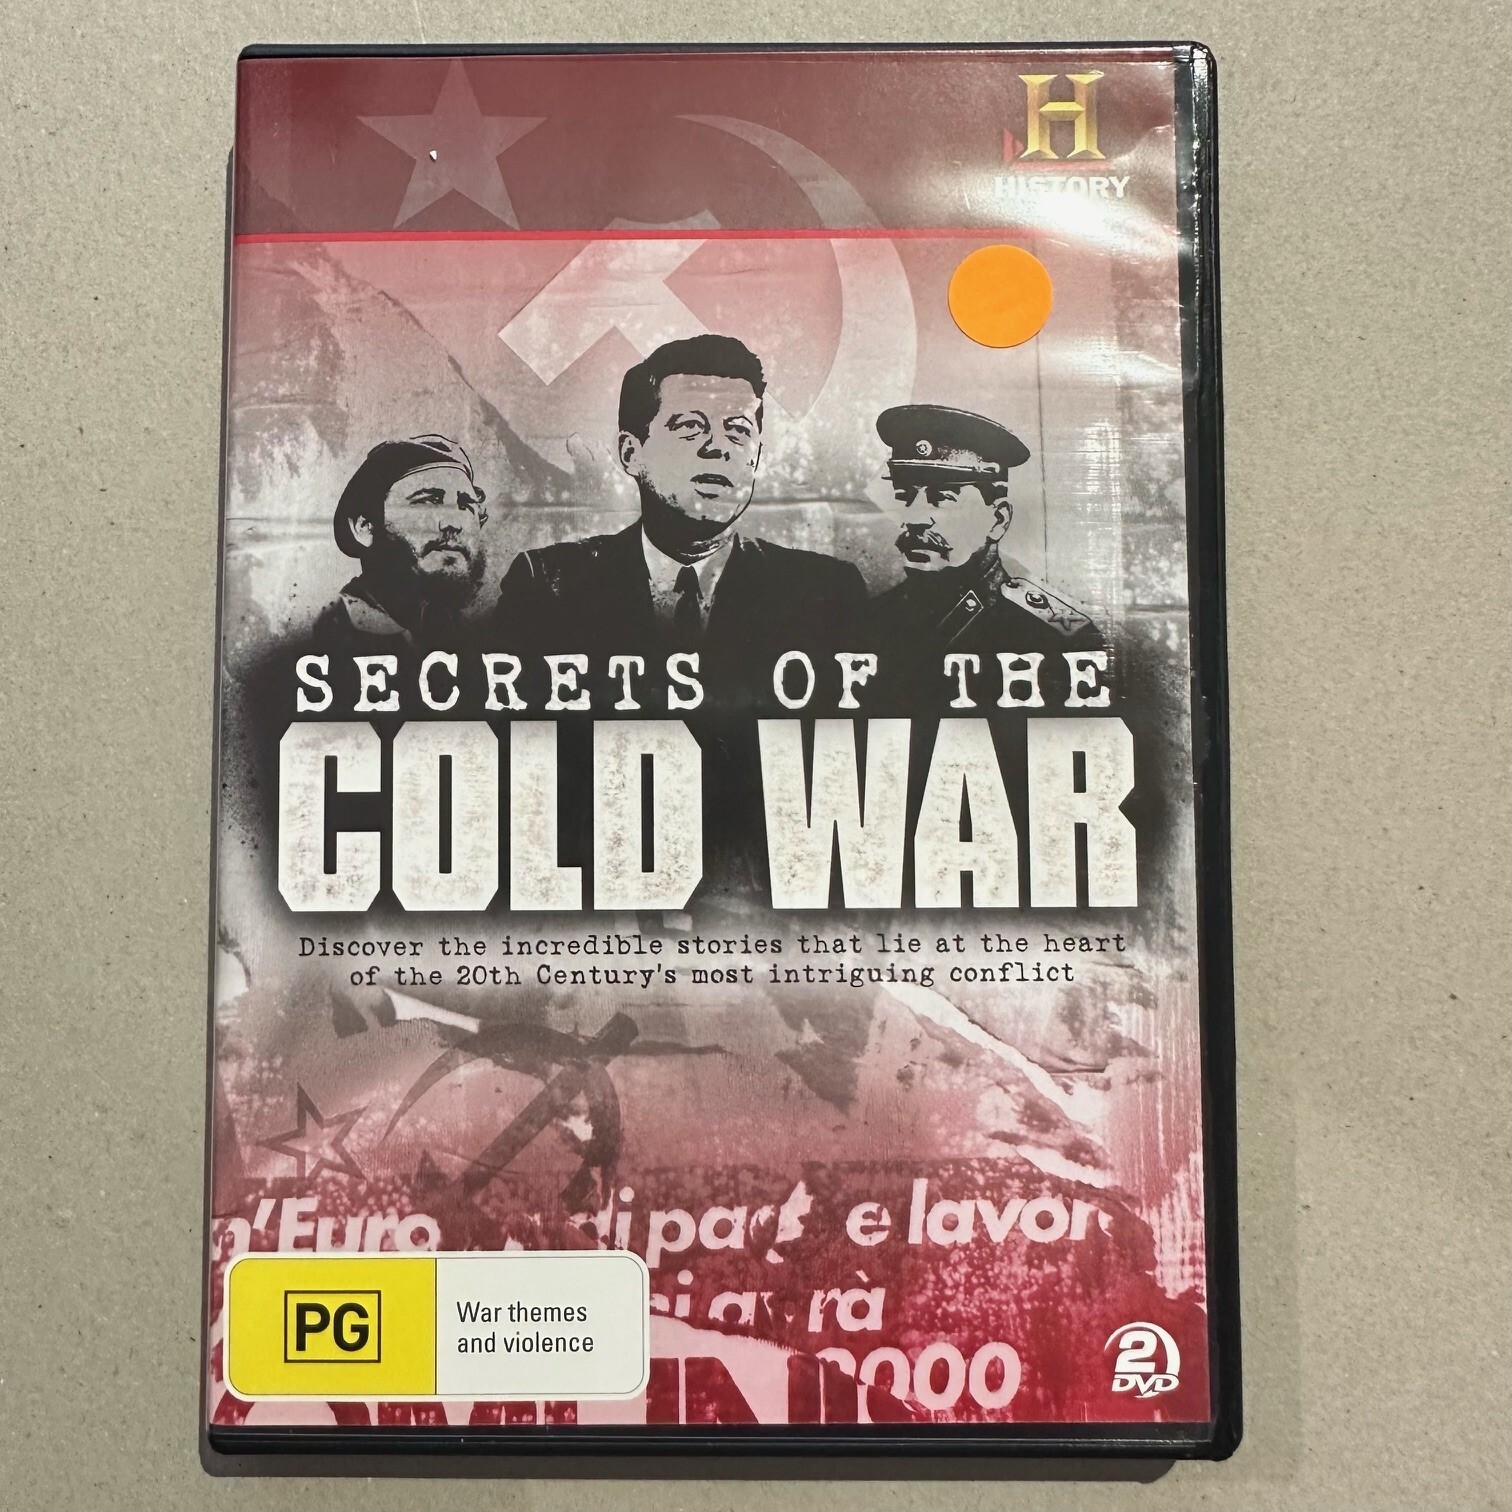 H
HISTORY
SECRETS OF THE
COLD WAR
Discover the incredible stories that lie at the heart
of the 20th Century's most intriguing conflict
e lavor
2000
PG
War themes
and violence
2
DVD